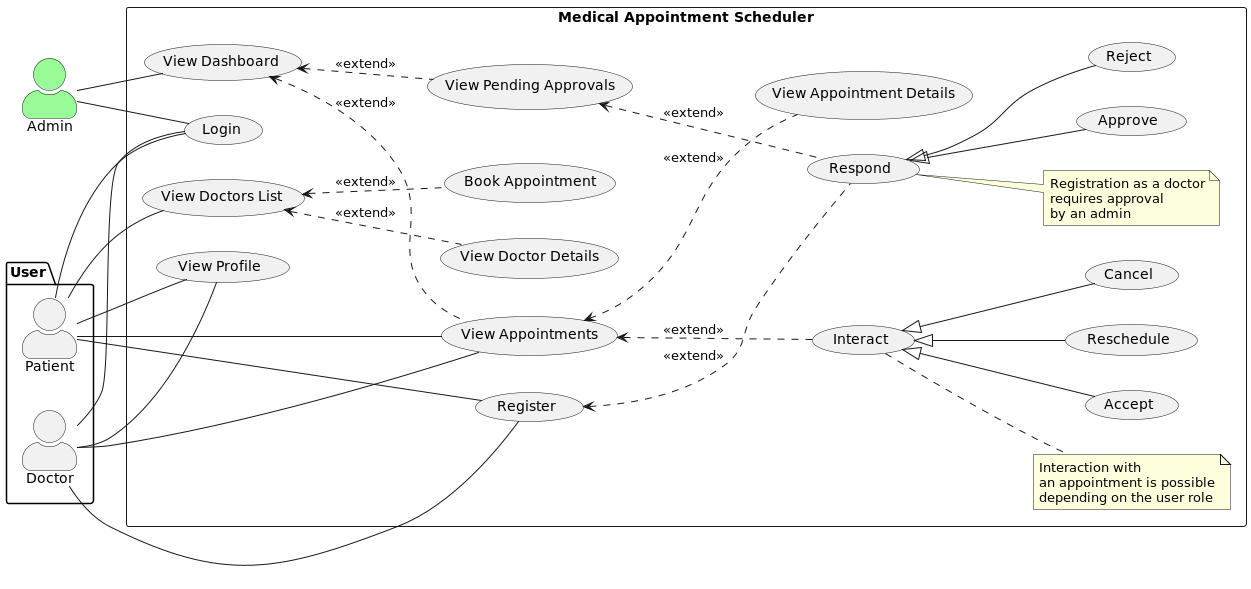 Medical Appointment Scheduler
Admin
User
Patient
Doctor
View Dashboard
Login
View Doctors List
View Profile
«extend»
«extend»
«extend»
«extend»
View Pending Approvals
Book Appointment
View Doctor Details
View Appointments
Register
«extend»
«extend»
«extend»
«extend»
View Appointment Details
Respond
Interact
Reject
Approve
Registration as a doctor
requires approval
by an admin
Cancel
Reschedule
Accept
Interaction with
an appointment is possible
depending on the user role